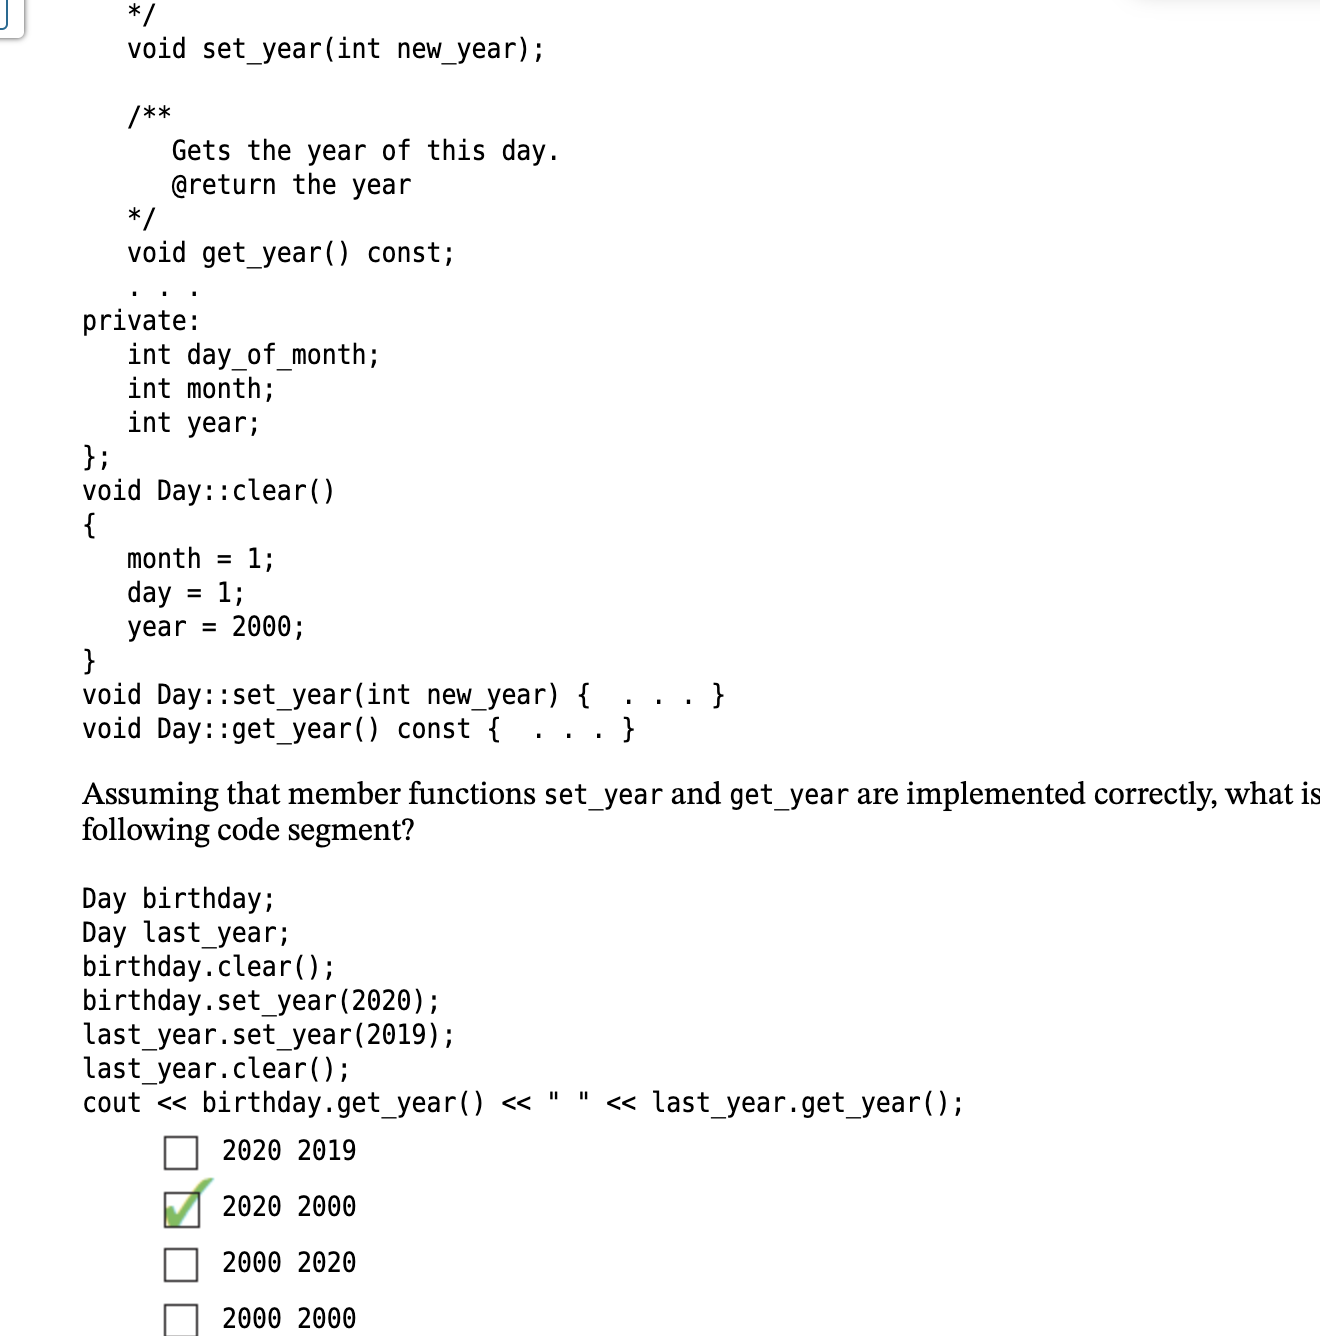 */
void set_year(int new_year);
/**
Gets the year of this day.
@return the year
*/
void get_year() const;
. . .
private:
int day_of_month;
int month;
int year;
};
void Day::clear()
{
month = 1;
day = 1;
year = 2000;
}
void Day::set_year(int new_year) {  . . . }
void Day::get_year() const {  . . . }
Assuming that member functions set_year and get_year are implemented correctly, what is
following code segment?
Day birthday;
Day last_year;
birthday.clear();
birthday.set_year(2020);
last_year.set_year(2019);
last_year.clear();
cout << birthday.get_year() << " " << last_year.get_year();
2020 2019
2020 2000
2000 2020
2000 2000